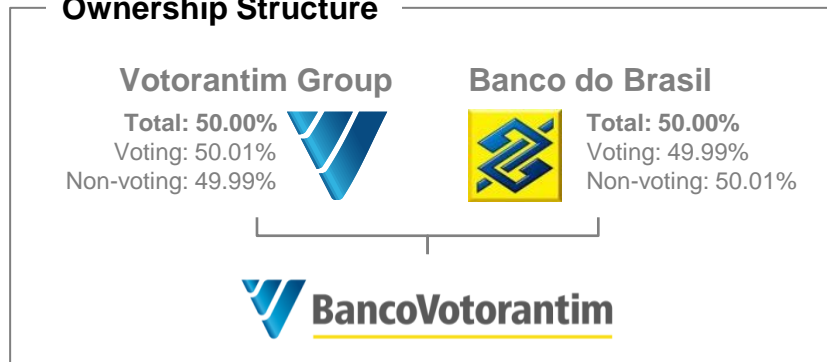 Ownership Structure
Votorantim Group
Total: 50.00%
Voting: 50.01%
Non-voting: 49.99%
Banco do Brasil
Total: 50.00%
Voting: 49.99%
Non-voting: 50.01%
BancoVotorantim